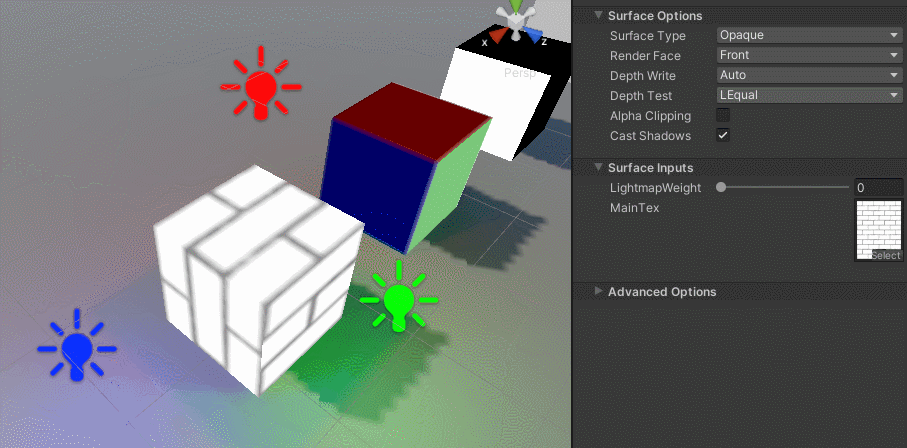 x
z
Persp
Surface Options
Surface Type Opaque
Render Face Front
Depth Write Auto
Depth Test LEqual
Alpha Clipping
Cast Shadows
Surface Inputs
LightmapWeight 0
MainTex
Select
Advanced Options